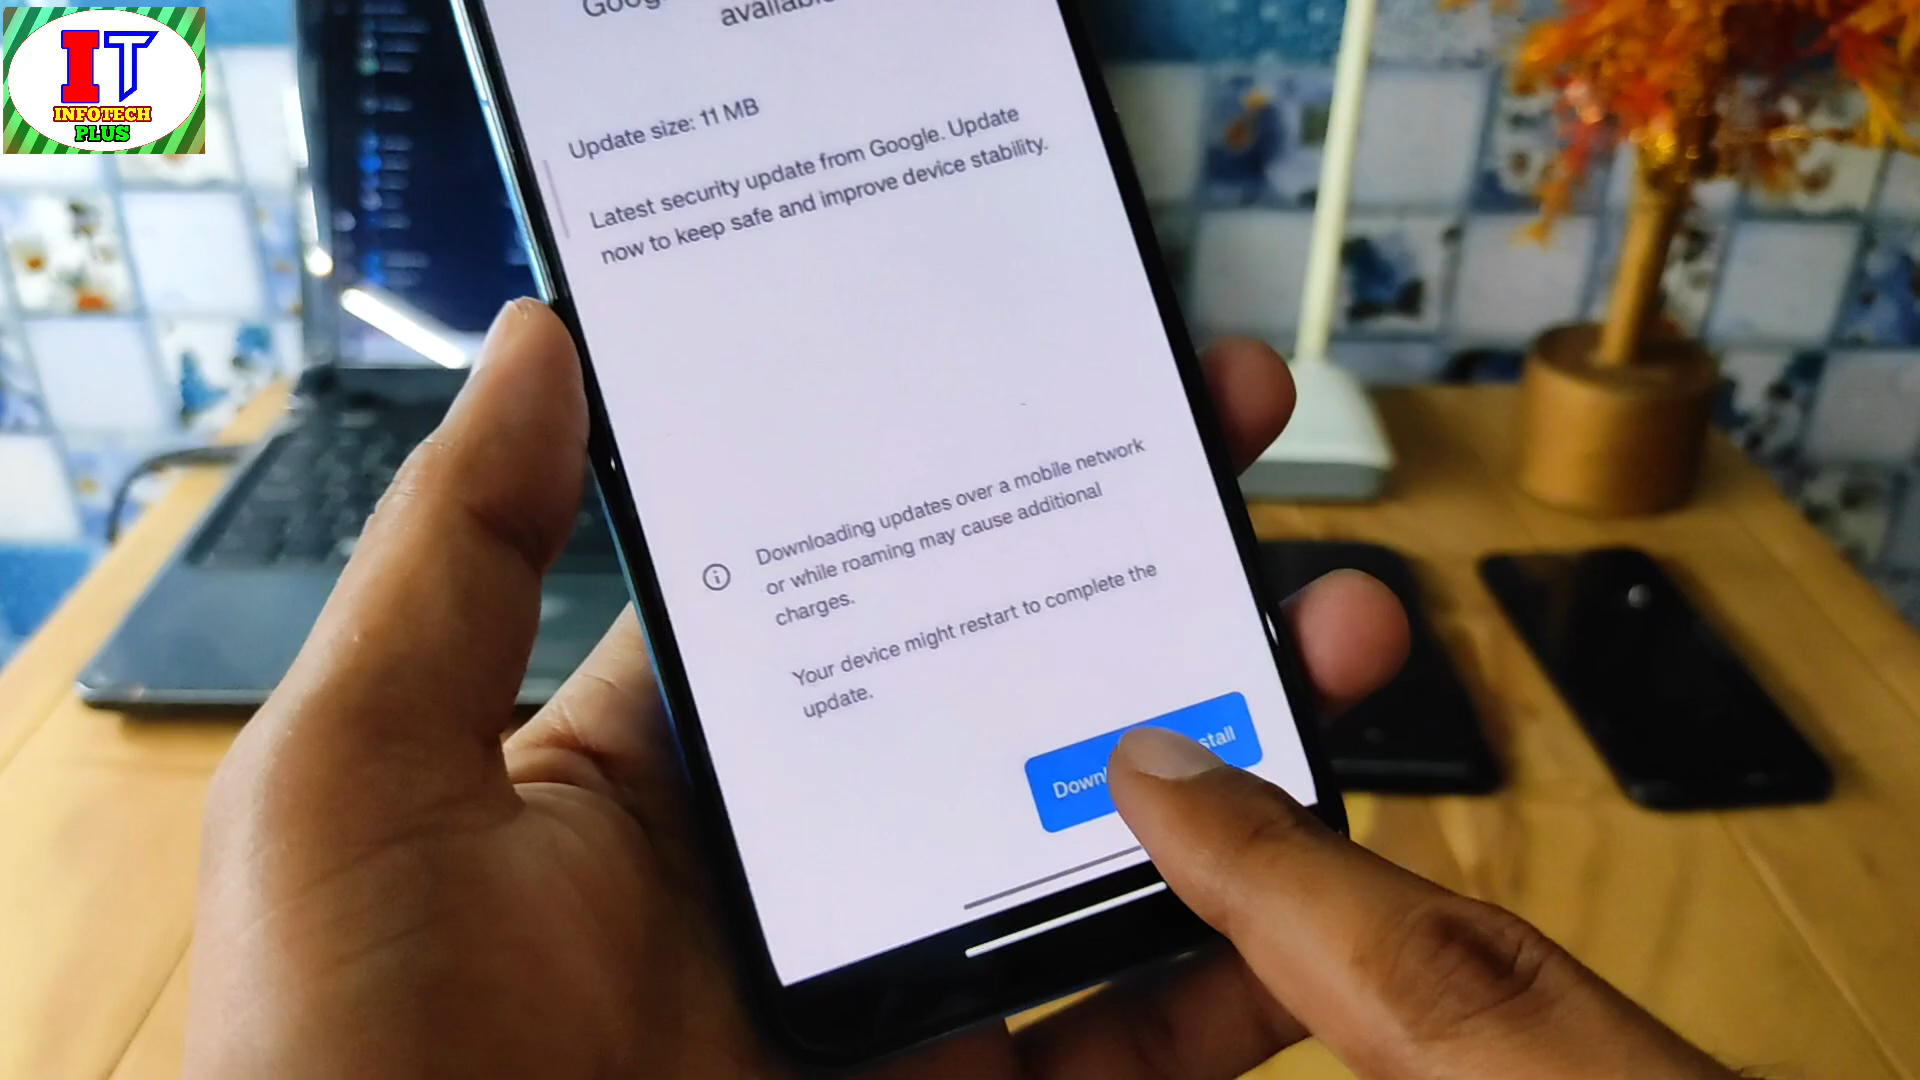 IT
INFOTECH
PLUS
available
Update size: 11 MB
Latest security update from Google. Update
now to keep safe and improve device stability.
Downloading updates over a mobile network
or while roaming may cause additional
charges.
Your device might restart to complete the
update.